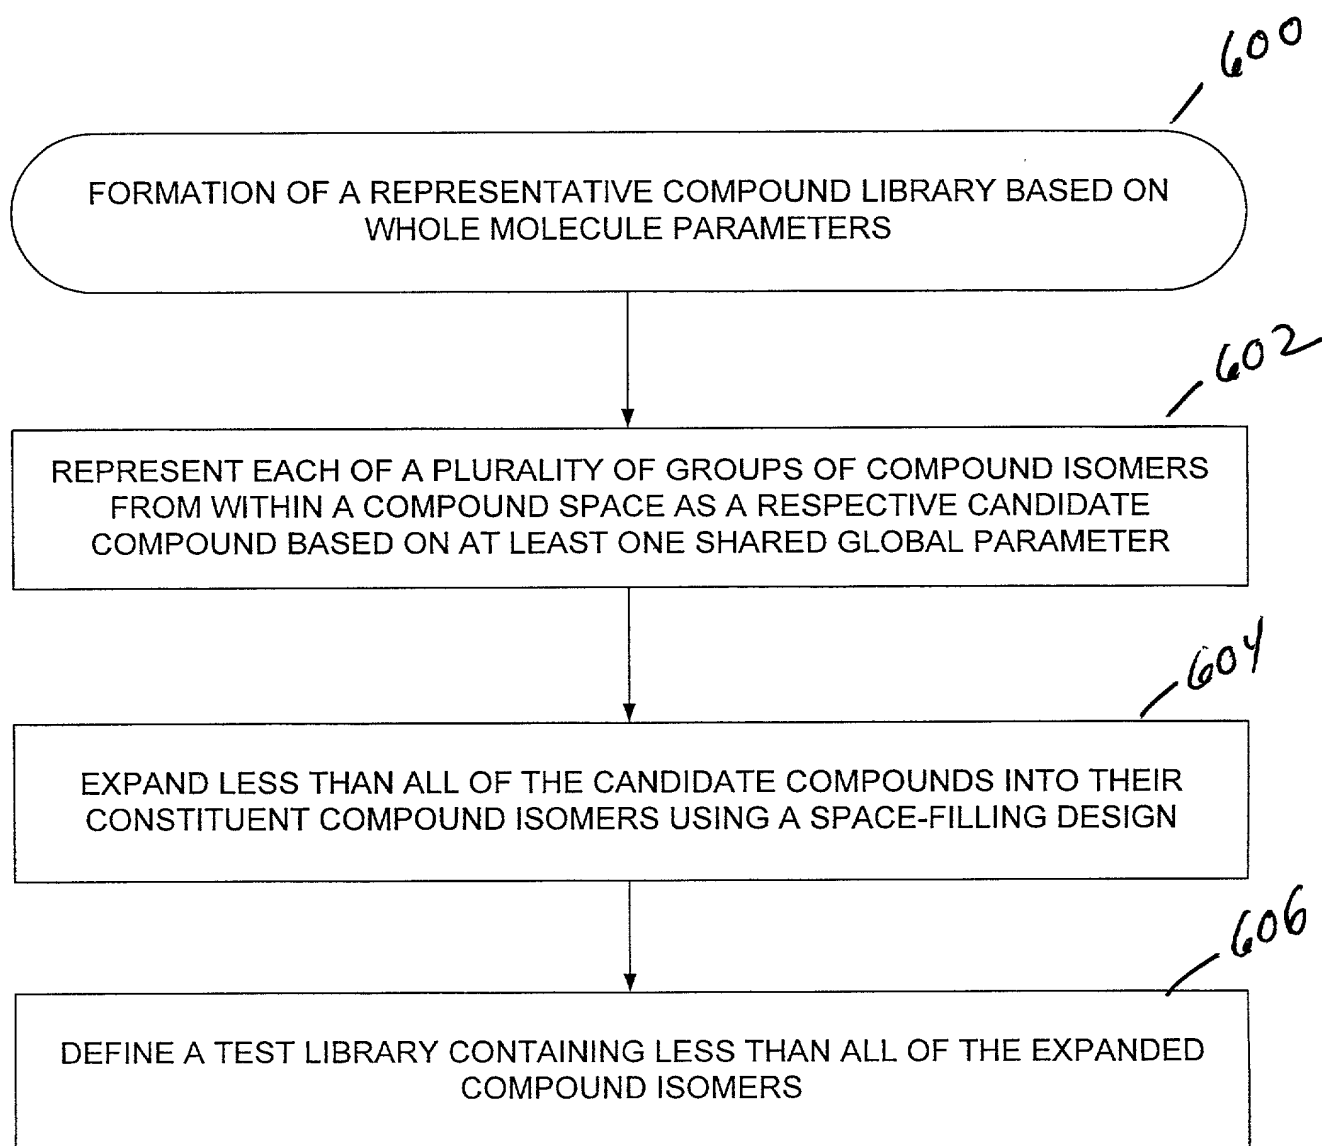 600
FORMATION OF A REPRESENTATIVE COMPOUND LIBRARY BASED ON
WHOLE MOLECULE PARAMETERS
602
REPRESENT EACH OF A PLURALITY OF GROUPS OF COMPOUND ISOMERS
FROM WITHIN A COMPOUND SPACE AS A RESPECTIVE CANDIDATE
COMPOUND BASED ON AT LEAST ONE SHARED GLOBAL PARAMETER
604
EXPAND LESS THAN ALL OF THE CANDIDATE COMPOUNDS INTO THEIR
CONSTITUENT COMPOUND ISOMERS USING A SPACE-FILLING DESIGN
606
DEFINE A TEST LIBRARY CONTAINING LESS THAN ALL OF THE EXPANDED
COMPOUND ISOMERS